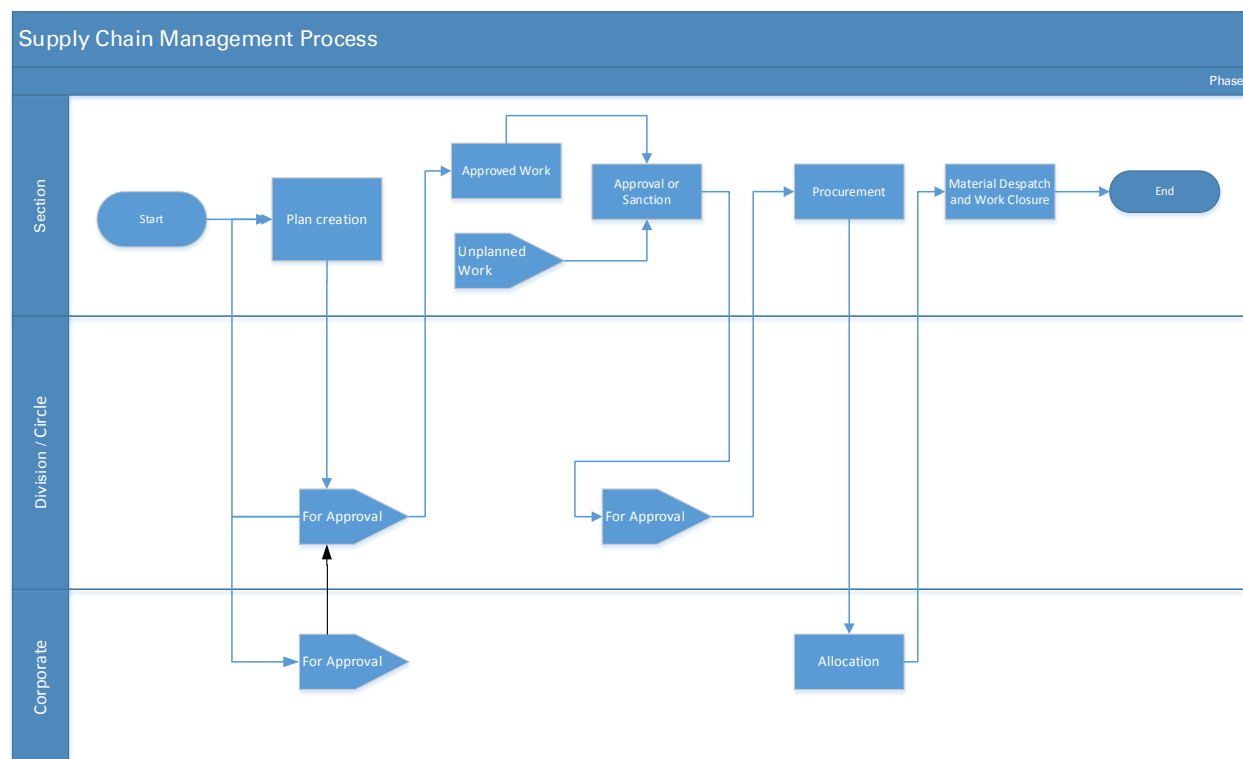 Supply Chain Management Process
Phase
Section
Start
Plan creation
Approved Work
Unplanned
Work
Approval or
Sanction
Procurement
Material Despatch
and Work Closure
End
Division / Circle
For Approval
For Approval
Corporate
For Approval
Allocation